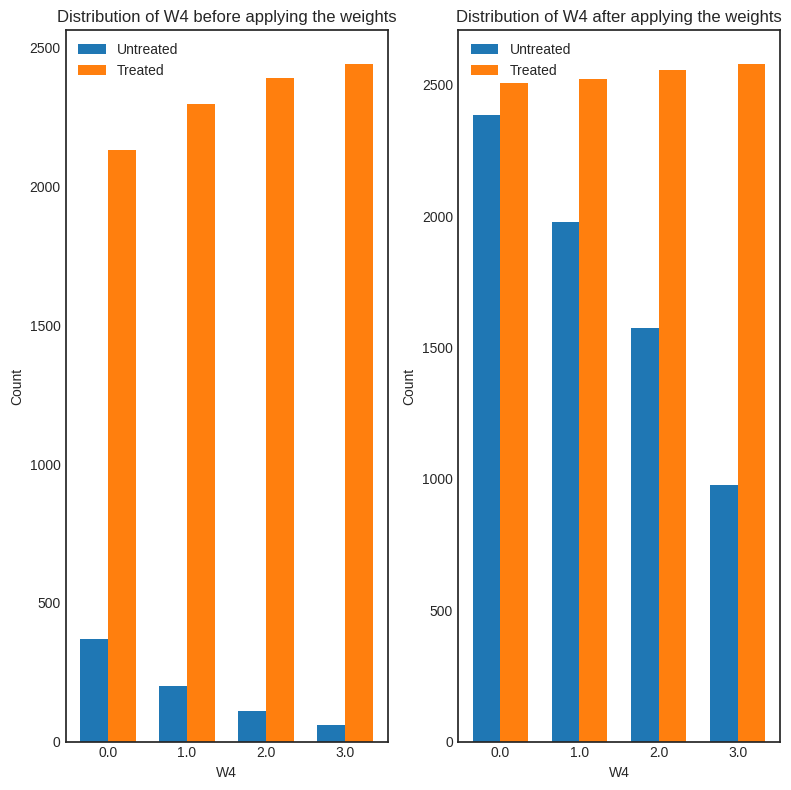 Distribution of W4 before applying the weights
Untreated
Treated
2500
2000
1500
1000
500
0
Count
0.0 1.0 2.0 3.0
W4
Distribution of W4 after applying the weights
Untreated
Treated
2500
2000
1500
1000
500
0
Count
0.0 1.0 2.0 3.0
W4